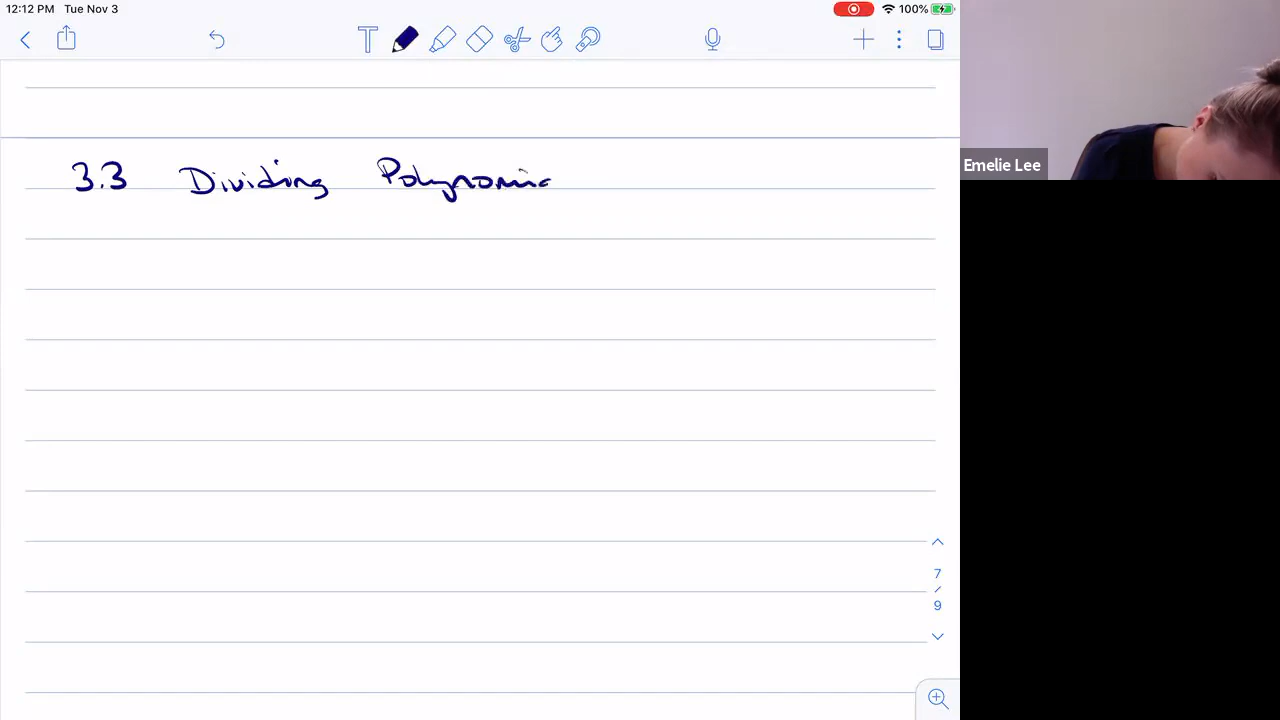 12:12 PM Tue Nov 3
100%
T
3.3 Dividing Polynomia
Emelie Lee
7
/
9